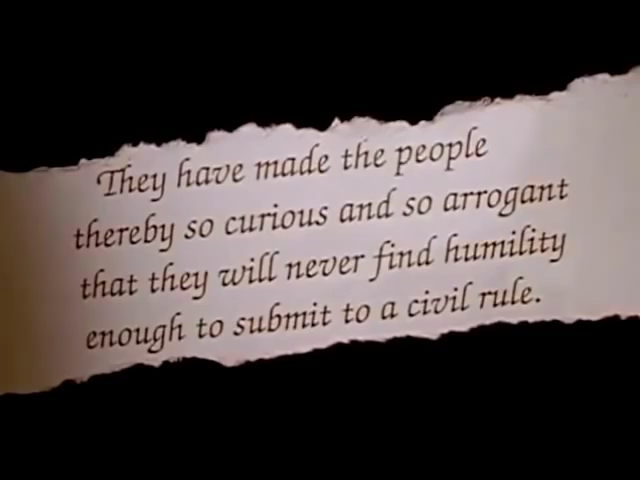 They have made the people
thereby so curious and so arrogant
that they will never find humility
enough to submit to a civil rule.